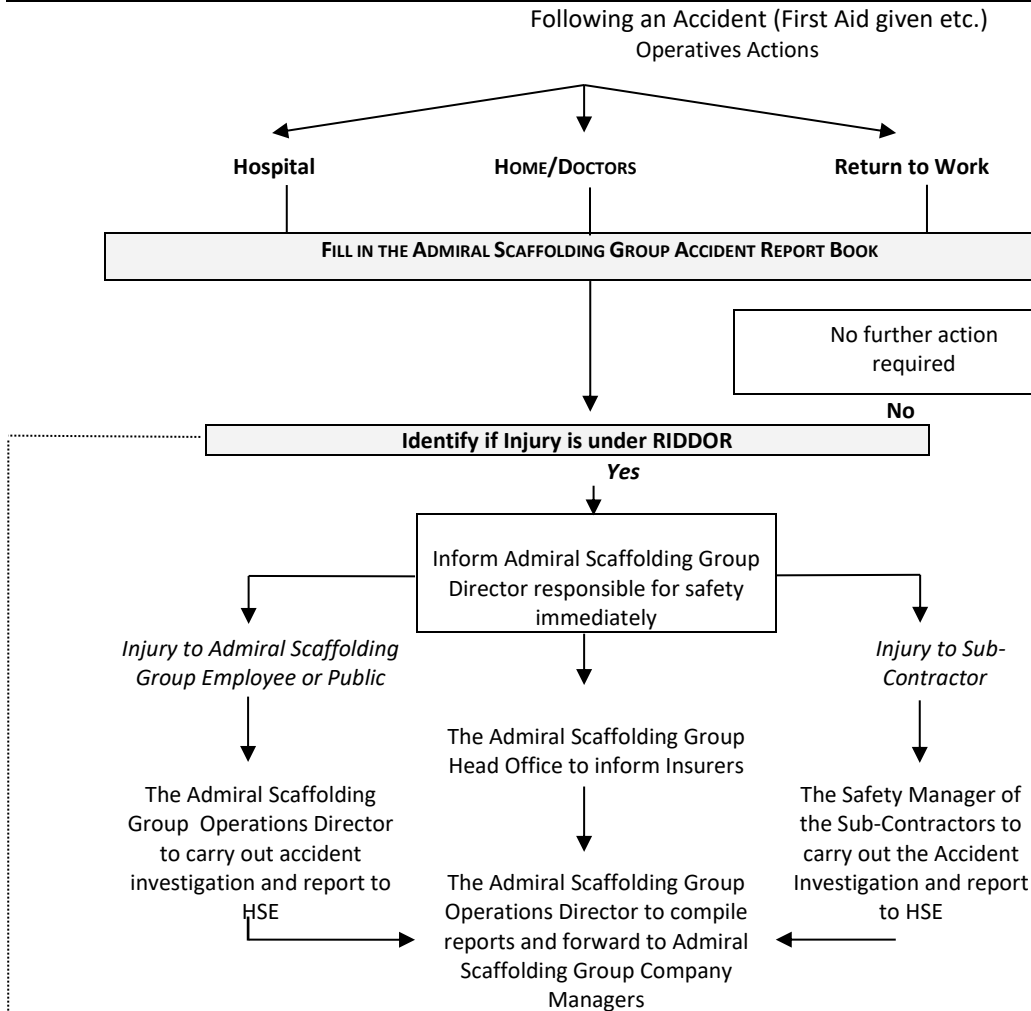 Following an Accident (First Aid given etc.)
Operatives Actions
Hospital
HOME/DOCTORS
Return to Work
FILL IN THE ADMIRAL SCAFFOLDING GROUP ACCIDENT REPORT BOOK
No further action
required
No
Identify if Injury is under RIDDOR
Yes
Inform Admiral Scaffolding Group
Director responsible for safety
immediately
Injury to Admiral Scaffolding
Group Employee or Public
Injury to Sub-
Contractor
The Admiral Scaffolding Group
Head Office to inform Insurers
The Admiral Scaffolding
Group Operations Director
to carry out accident
investigation and report to
HSE
The Safety Manager of
the Sub-Contractors to
carry out the Accident
Investigation and report
to HSE
The Admiral Scaffolding Group
Operations Director to compile
reports and forward to Admiral
Scaffolding Group Company
Managers